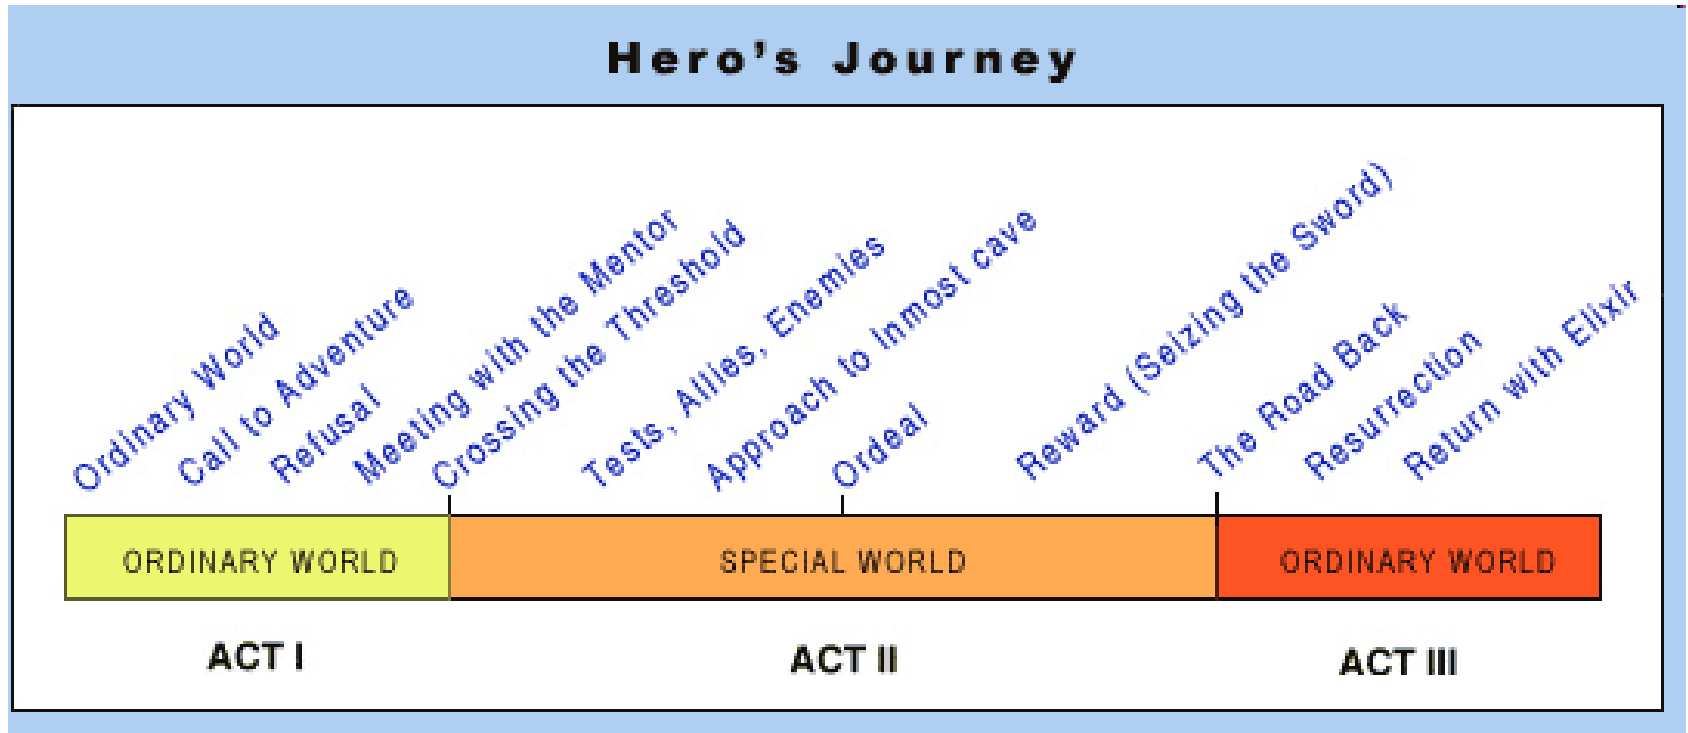 Hero's Journey
Ordinary World
Call to Adventure
Refusal
Meeting with the Mentor
Crossing the Threshold
Tests, Allies, Enemies
Approach to Inmost cave
Ordeal
Reward (Seizing the Sword)
The Road Back
Resurrection
Return with Elixir
ORDINARY WORLD
SPECIAL WORLD
ORDINARY WORLD
ACT I
ACT II
ACT III